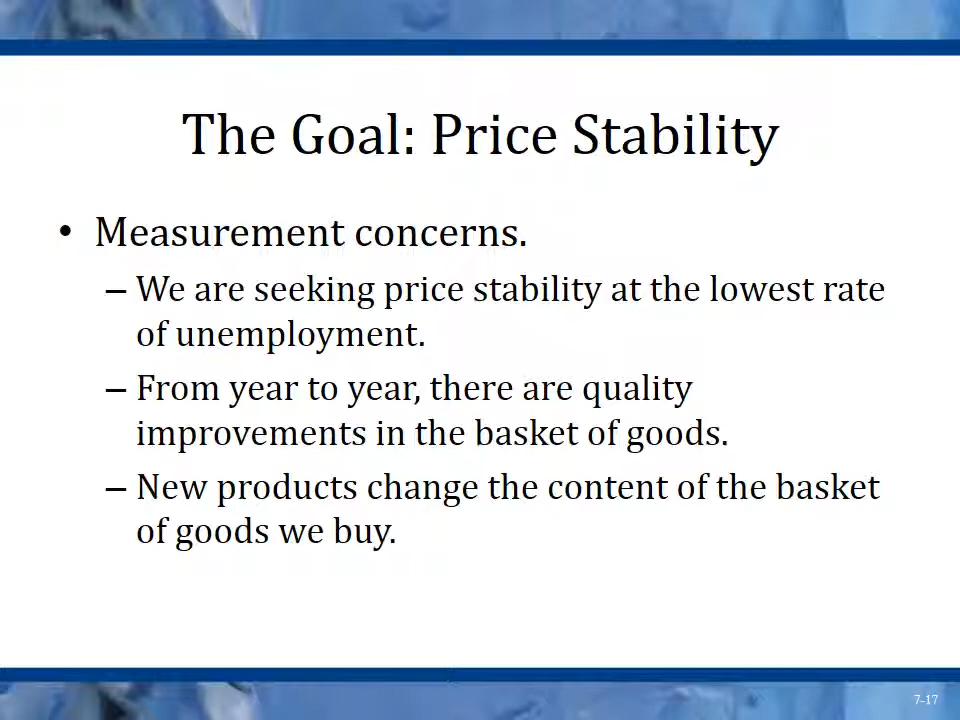 The Goal: Price Stability
• Measurement concerns.
– We are seeking price stability at the lowest rate
of unemployment.
– From year to year, there are quality
improvements in the basket of goods.
– New products change the content of the basket
of goods we buy.
7-17